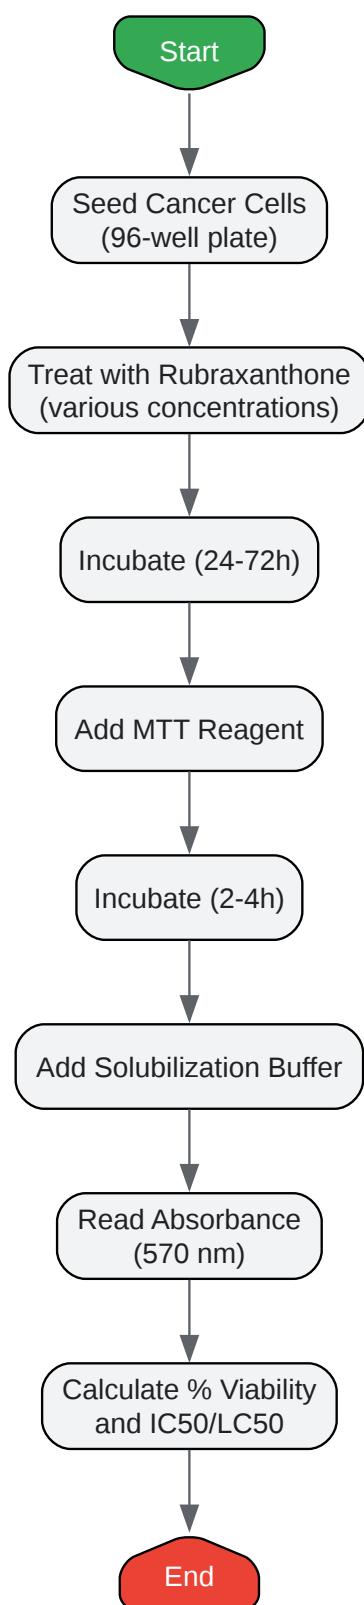 Start
Seed Cancer Cells
(96-well plate)
Treat with Rubraxanthone
(various concentrations)
Incubate (24-72h)
Add MTT Reagent
Incubate (2-4h)
Add Solubilization Buffer
Read Absorbance
(570 nm)
Calculate % Viability
and IC50/LC50
End